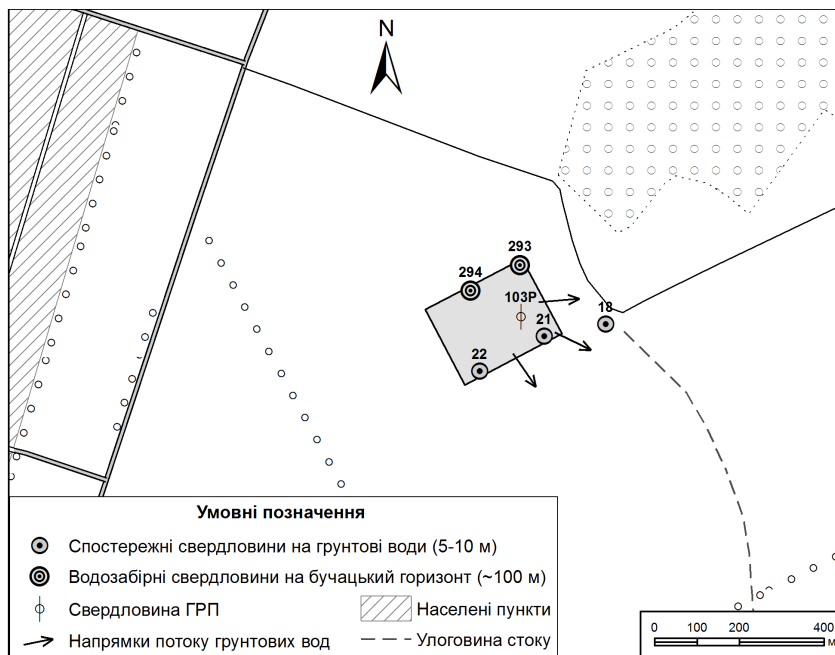 N
293
294
103Р
18
21
22
Умовні позначення
Спостережні свердловини на грунтові води (5-10 м)
Водозабірні свердловини на бучацький горизонт (~100 м)
Свердловина ГРП
Населені пункти
Напрямки потоку грунтових вод
Улоговина стоку
0 100 200 400
м